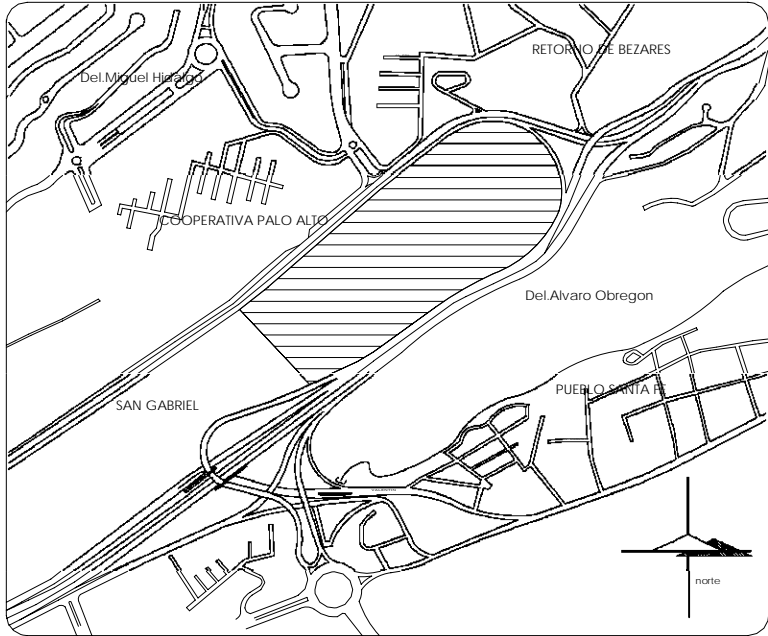 RETORNO DE BEZARES
Del.Miguel Hidalgo
COOPERATIVA PALO ALTO
Del.Alvaro Obregon
PUEBLO SANTA FE
SAN GABRIEL
norte